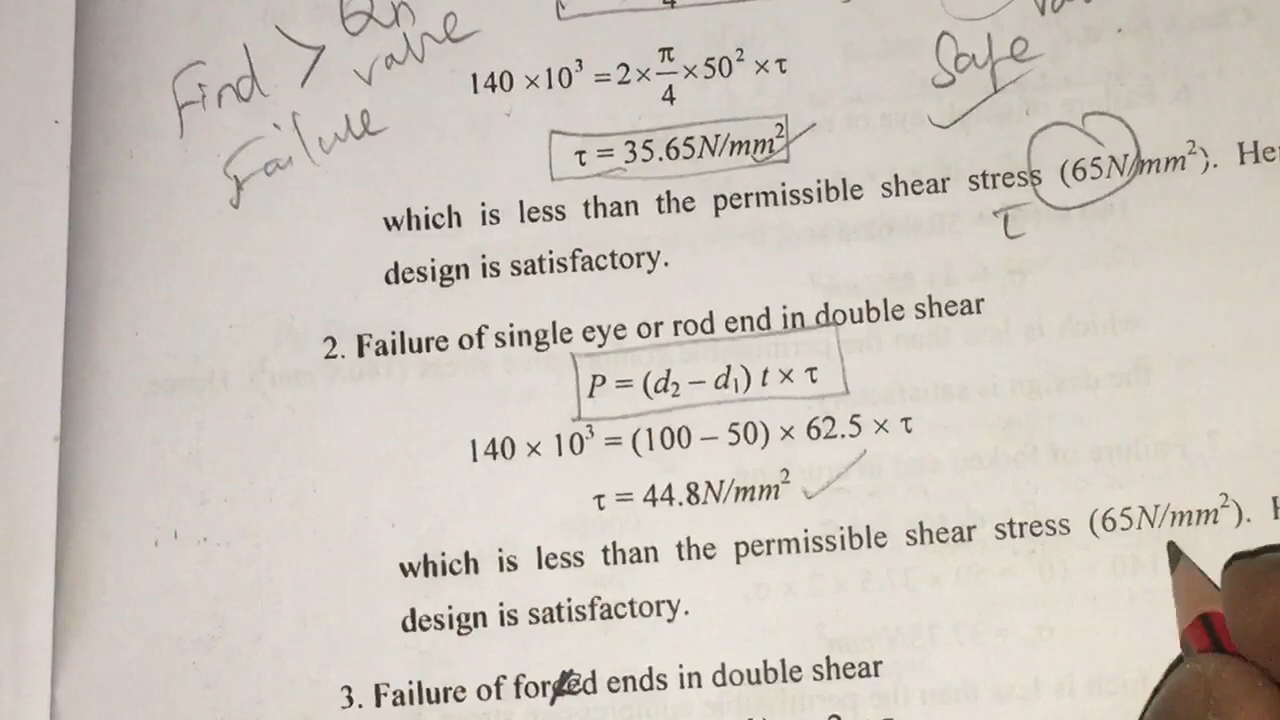 Find > Qn value
Failure
Safe
140 ×10³ = 2× π/4 ×50² × τ
τ = 35.65N/mm²
which is less than the permissible shear stress (65N/mm²). He
τ
design is satisfactory.
2. Failure of single eye or rod end in double shear
P = (d₂ – d₁) t × τ
140 × 10³ = (100 – 50) × 62.5 × τ
τ = 44.8N/mm²
which is less than the permissible shear stress (65N/mm²).
design is satisfactory.
3. Failure of forked ends in double shear